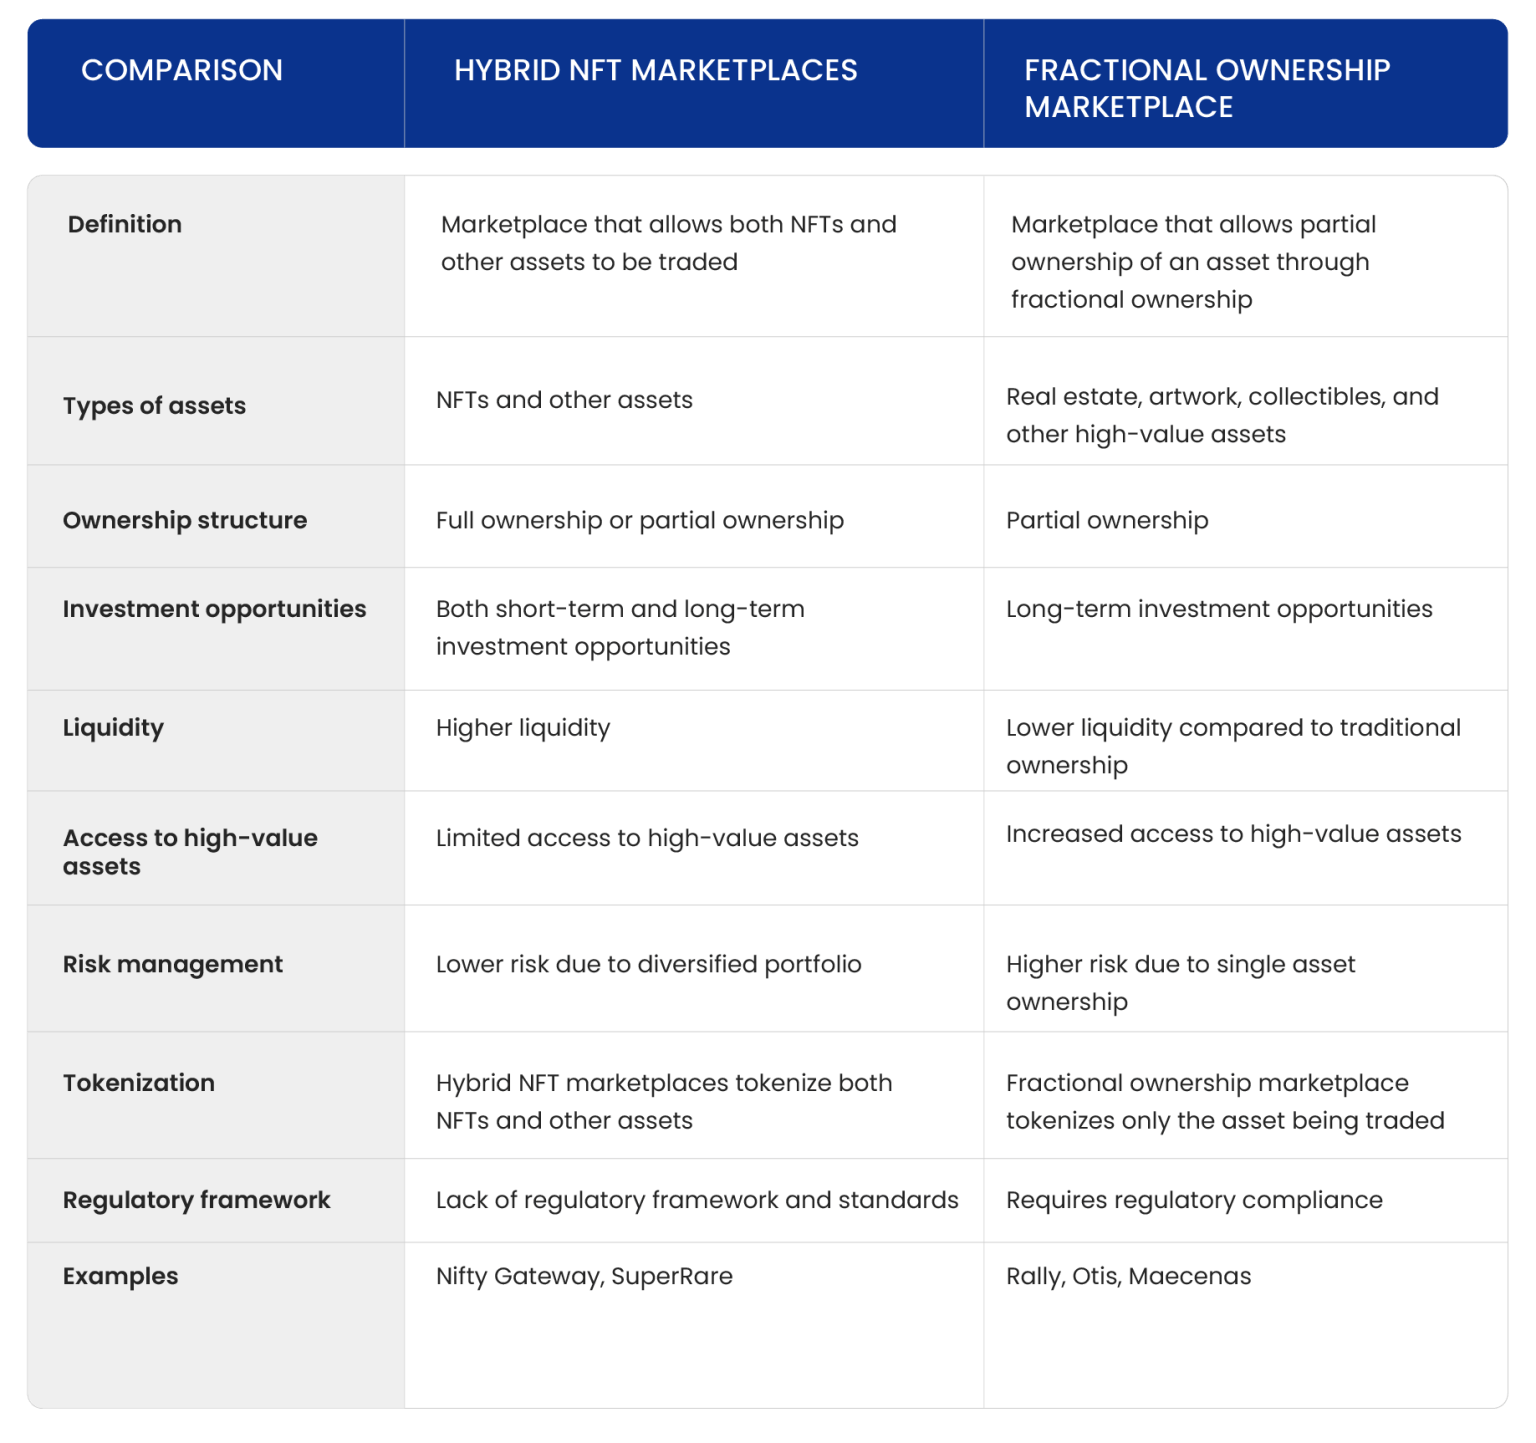 COMPARISON
HYBRID NFT MARKETPLACES
FRACTIONAL OWNERSHIP
MARKETPLACE
Definition
Marketplace that allows both NFTs and
other assets to be traded
Marketplace that allows partial
ownership of an asset through
fractional ownership
Types of assets
NFTs and other assets
Real estate, artwork, collectibles, and
other high-value assets
Ownership structure
Full ownership or partial ownership
Partial ownership
Investment opportunities
Both short-term and long-term
investment opportunities
Long-term investment opportunities
Liquidity
Higher liquidity
Lower liquidity compared to traditional
ownership
Access to high-value
assets
Limited access to high-value assets
Increased access to high-value assets
Risk management
Lower risk due to diversified portfolio
Higher risk due to single asset
ownership
Tokenization
Hybrid NFT marketplaces tokenize both
NFTs and other assets
Fractional ownership marketplace
tokenizes only the asset being traded
Regulatory framework
Lack of regulatory framework and standards
Requires regulatory compliance
Examples
Nifty Gateway, SuperRare
Rally, Otis, Maecenas